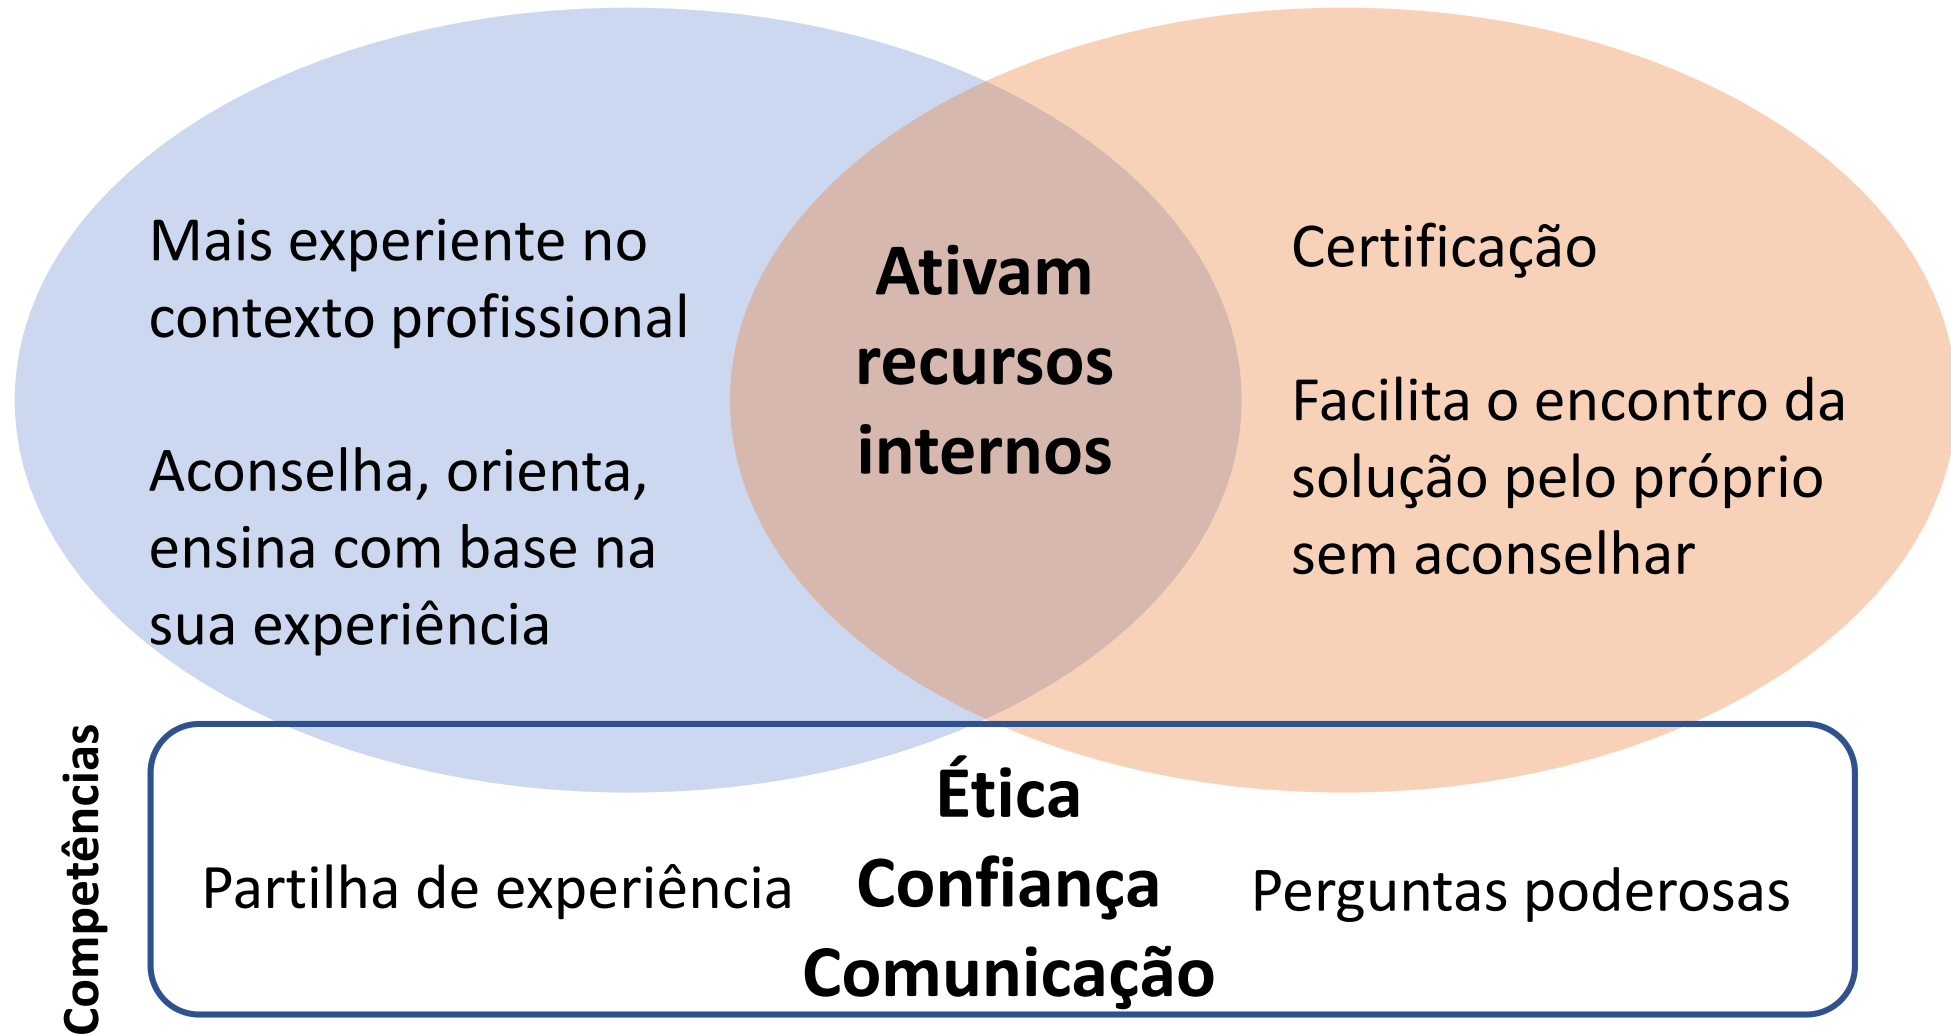 Mais experiente no
contexto profissional
Aconselha, orienta,
ensina com base na
sua experiência
Ativam
recursos
internos
Certificação
Facilita o encontro da
solução pelo próprio
sem aconselhar
Competências
Partilha de experiência
Ética
Confiança
Comunicação
Perguntas poderosas